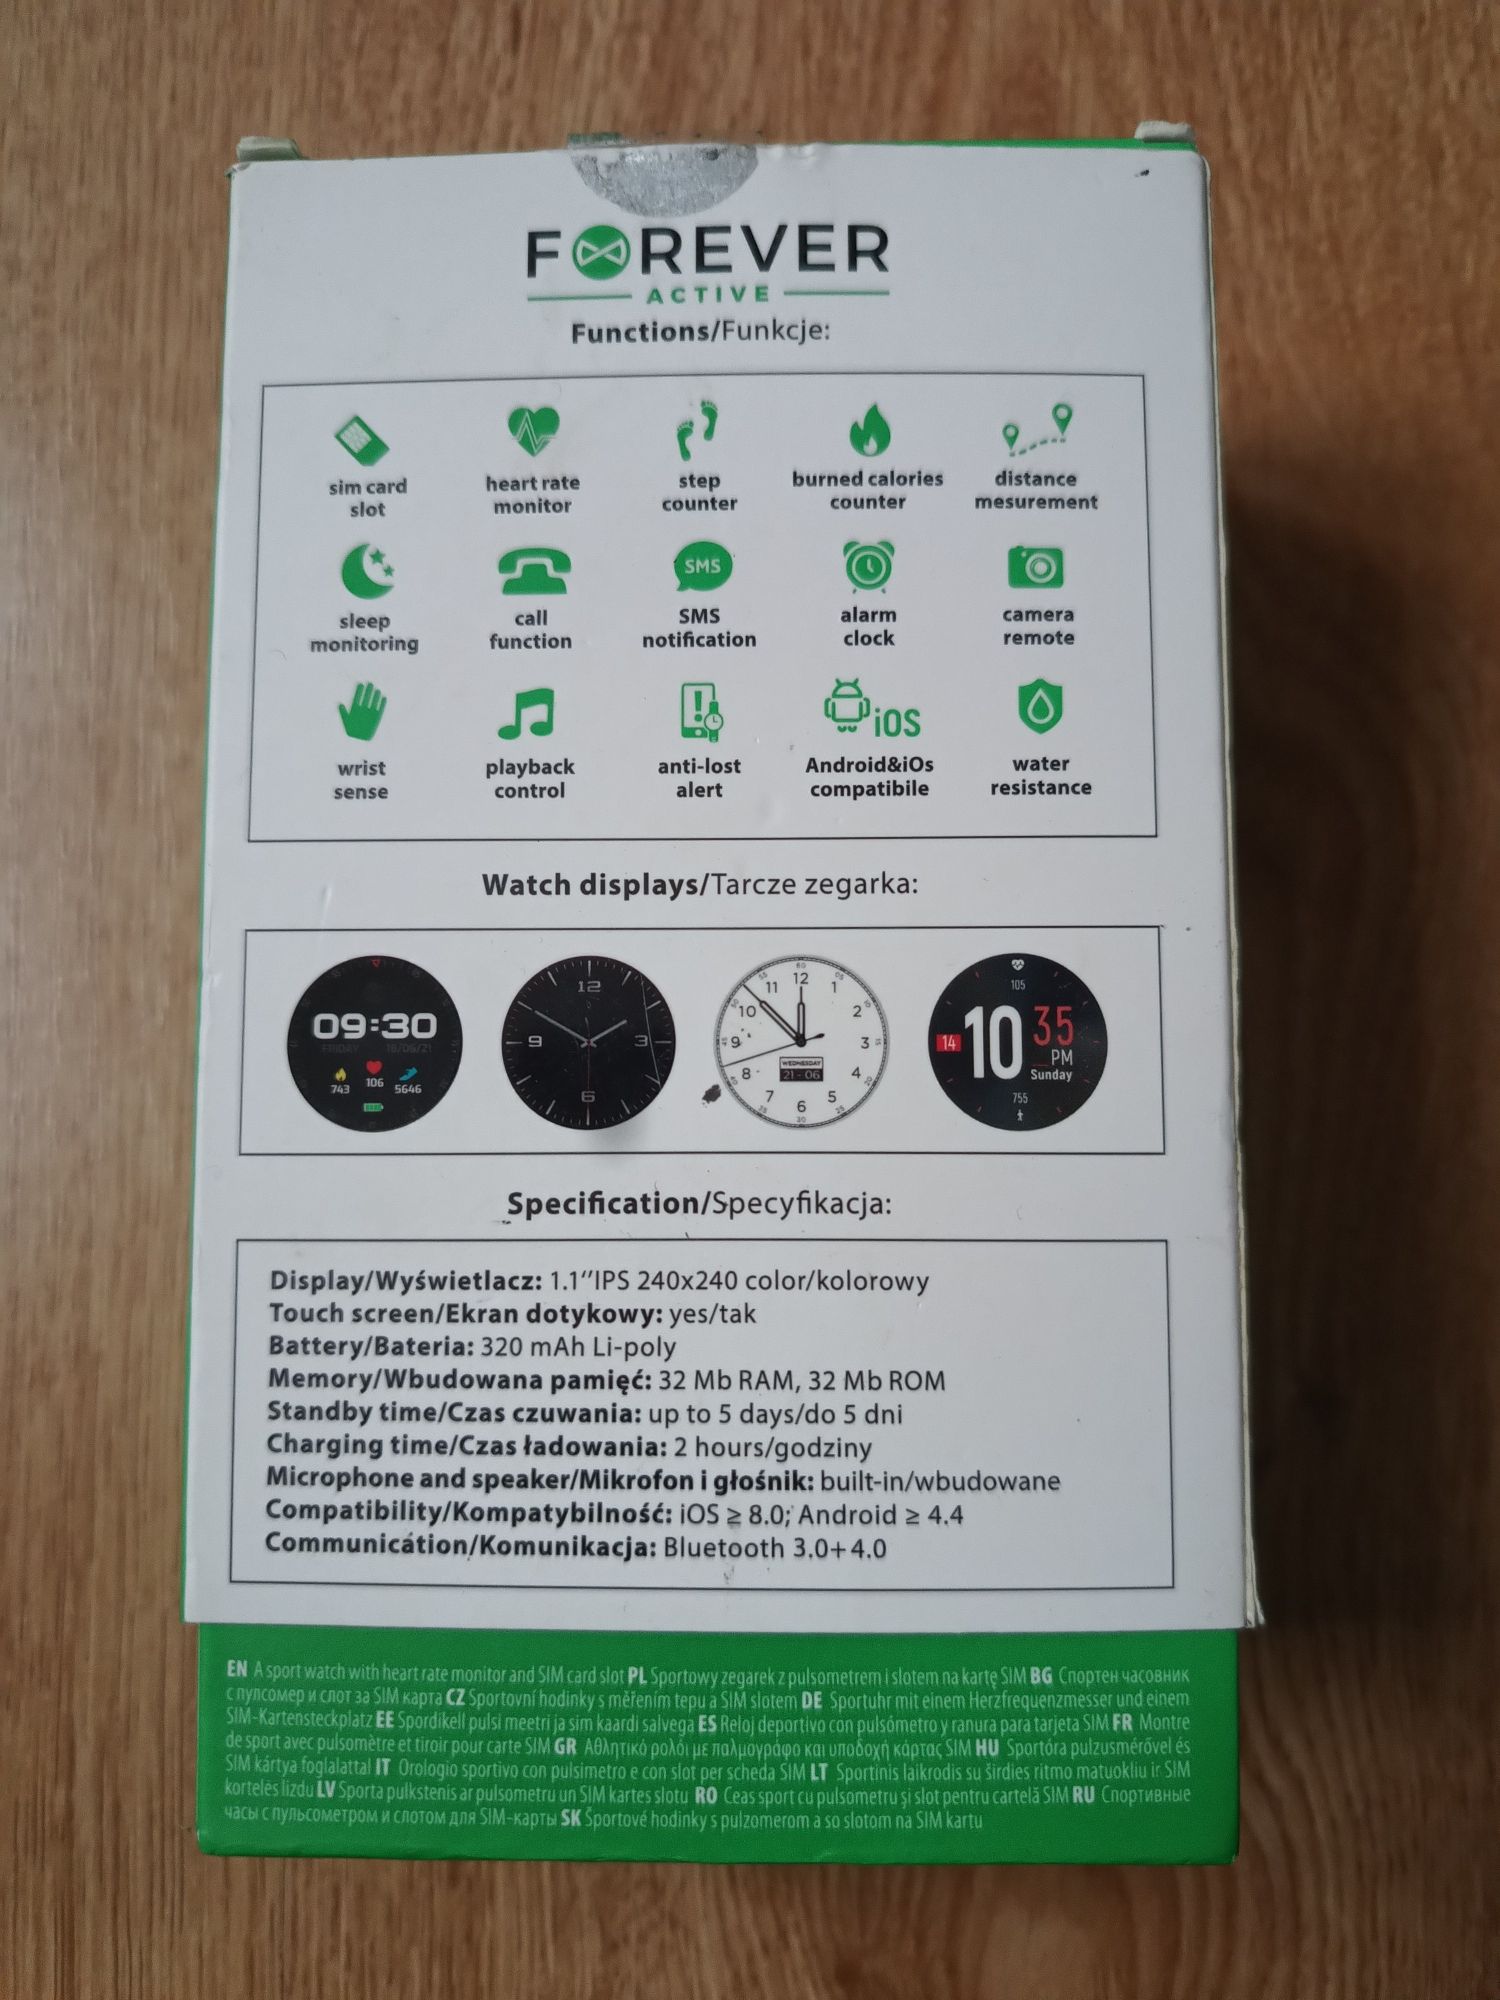 FOREVER
ACTIVE
Functions/Funkcje:
sim card
slot
heart rate
monitor
step
counter
burned calories
counter
distance
mesurement
sleep
monitoring
call
function
SMS
SMS
notification
alarm
clock
camera
remote
wrist
sense
playback
control
anti-lost
alert
iOS
Android&iOs
compatibile
water
resistance
Watch displays/Tarcze zegarka:
09:30
FRIDAY 18/05/21
743 106 5646
12
9 3
6
60
12
11 1
10 2
9 3
8 4
7 5
6
30
WEDNESDAY
21-06
105
14 10 35
PM
Sunday
755
Specification/Specyfikacja:
Display/Wyświetlacz: 1.1"IPS 240x240 color/kolorowy
Touch screen/Ekran dotykowy: yes/tak
Battery/Bateria: 320 mAh Li-poly
Memory/Wbudowana pamięć: 32 Mb RAM, 32 Mb ROM
Standby time/Czas czuwania: up to 5 days/do 5 dni
Charging time/Czas ładowania: 2 hours/godziny
Microphone and speaker/Mikrofon i głośnik: built-in/wbudowane
Compatibility/Kompatybilność: iOS ≥ 8.0; Android ≥ 4.4
Communication/Komunikacja: Bluetooth 3.0+4.0
EN A sport watch with heart rate monitor and SIM card slot PL Sportowy zegarek z pulsometrem i slotem na kartę SIM BG Спортен часовник
с пулсомер и слот за SIM карта CZ Sportovní hodinky s měřením tepu a SIM slotem DE Sportuhr mit einem Herzfrequenzmesser und einem
SIM-Kartensteckplatz EE Spordikell pulsi meetri ja sim kaardi salvega ES Reloj deportivo con pulsómetro y ranura para tarjeta SIM FR Montre
de sport avec pulsomètre et tiroir pour carte SIM GR Αθλητικό ρολόι με παλμογράφο και υποδοχή κάρτας SIM HU Sportóra pulzusmérővel és
SIM kártya foglalattal IT Orologio sportivo con pulsimetro e con slot per scheda SIM LT Sportinis laikrodis su širdies ritmo matuokliu ir SIM
kortelės lizdu LV Sporta pulkstenis ar pulsometru un SIM kartes slotu RO Ceas sport cu pulsometru și slot pentru cartelă SIM RU Спортивные
часы с пульсометром и слотом для SIM-карты SK Športové hodinky s pulzomerom a so slotom na SIM kartu